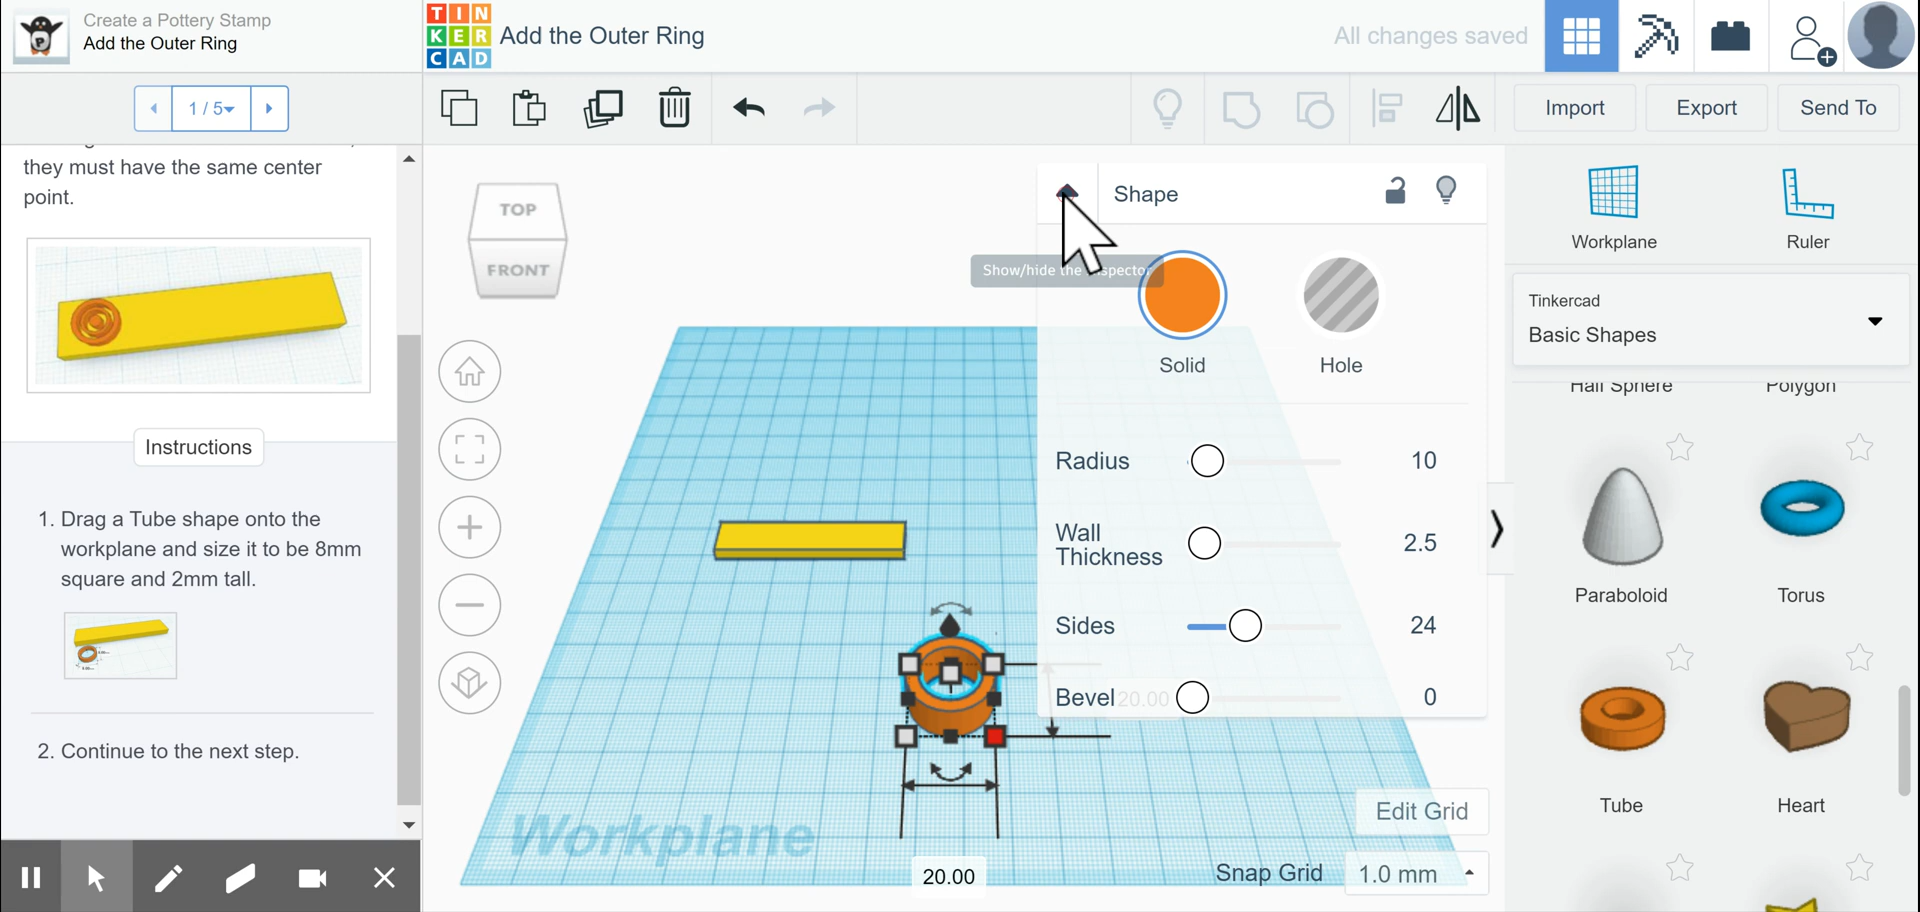 Create a Pottery Stamp
Add the Outer Ring
TIN
KER
CAD
Add the Outer Ring
All changes saved
1 / 5
Import
Export
Send To
they must have the same center
point.
Instructions
1. Drag a Tube shape onto the
workplane and size it to be 8mm
square and 2mm tall.
2. Continue to the next step.
TOP
FRONT
Shape
Show/hide the inspector
Solid
Hole
Radius
10
Wall
Thickness
2.5
Sides
24
Bevel
0
20.00
Workplane
20.00
Edit Grid
Snap Grid
1.0 mm
Workplane
Ruler
Tinkercad
Basic Shapes
Half Sphere
Polygon
Paraboloid
Torus
Tube
Heart